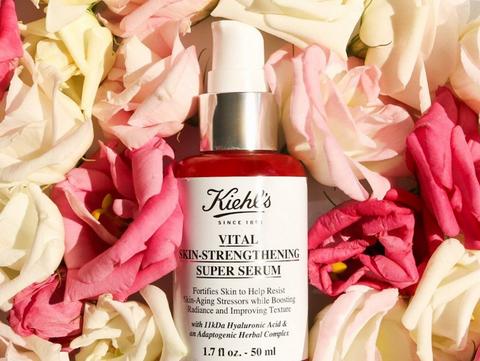 Kiehl's
SINCE 1851
VITAL
SKIN-STRENGTHENING
SUPER SERUM
Fortifies Skin to Help Resist
Skin-Aging Stressors while Boosting
Radiance and Improving Texture
with 11kDa Hyaluronic Acid &
an Adaptogenic Herbal Complex
1.7 fl. oz. - 50 ml